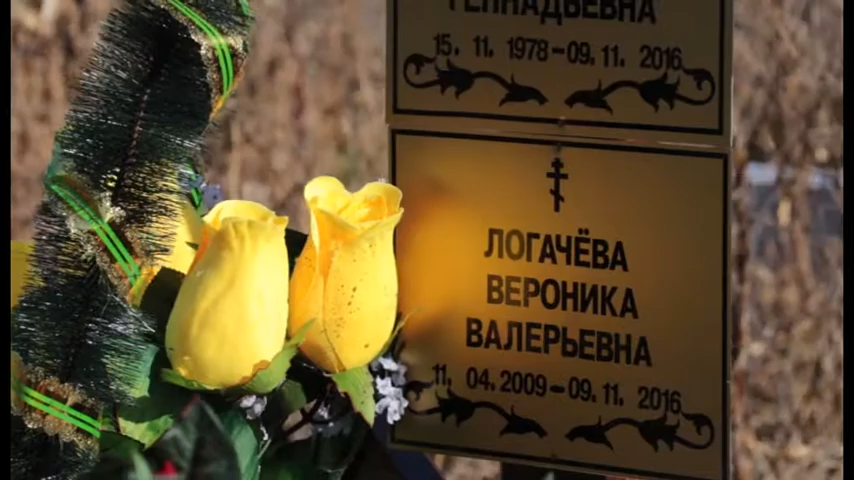 ГЕННАДЬЕВНА
15. 11. 1978–09. 11. 2016
ЛОГАЧЁВА
ВЕРОНИКА
ВАЛЕРЬЕВНА
11. 04. 2009–09. 11. 2016